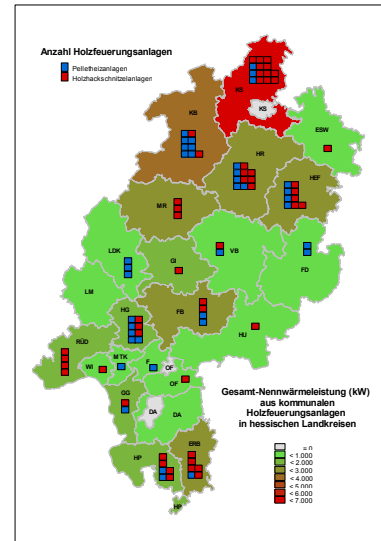 Anzahl Holzfeuerungsanlagen
Pelletheizanlagen
Holzhackschnitzelanlagen
KS
KS
KB
ESW
HR
HEF
MR
LDK
GI
VB
FD
LM
HG
FB
HU
RÜD
WI
MTK
F
OF
OF
GG
DA
DA
HP
ERB
HP
Gesamt-Nennwärmeleistung (kW)
aus kommunalen
Holzfeuerungsanlagen
in hessischen Landkreisen
= 0
< 1.000
< 2.000
< 3.000
< 4.000
< 5.000
< 6.000
< 7.000